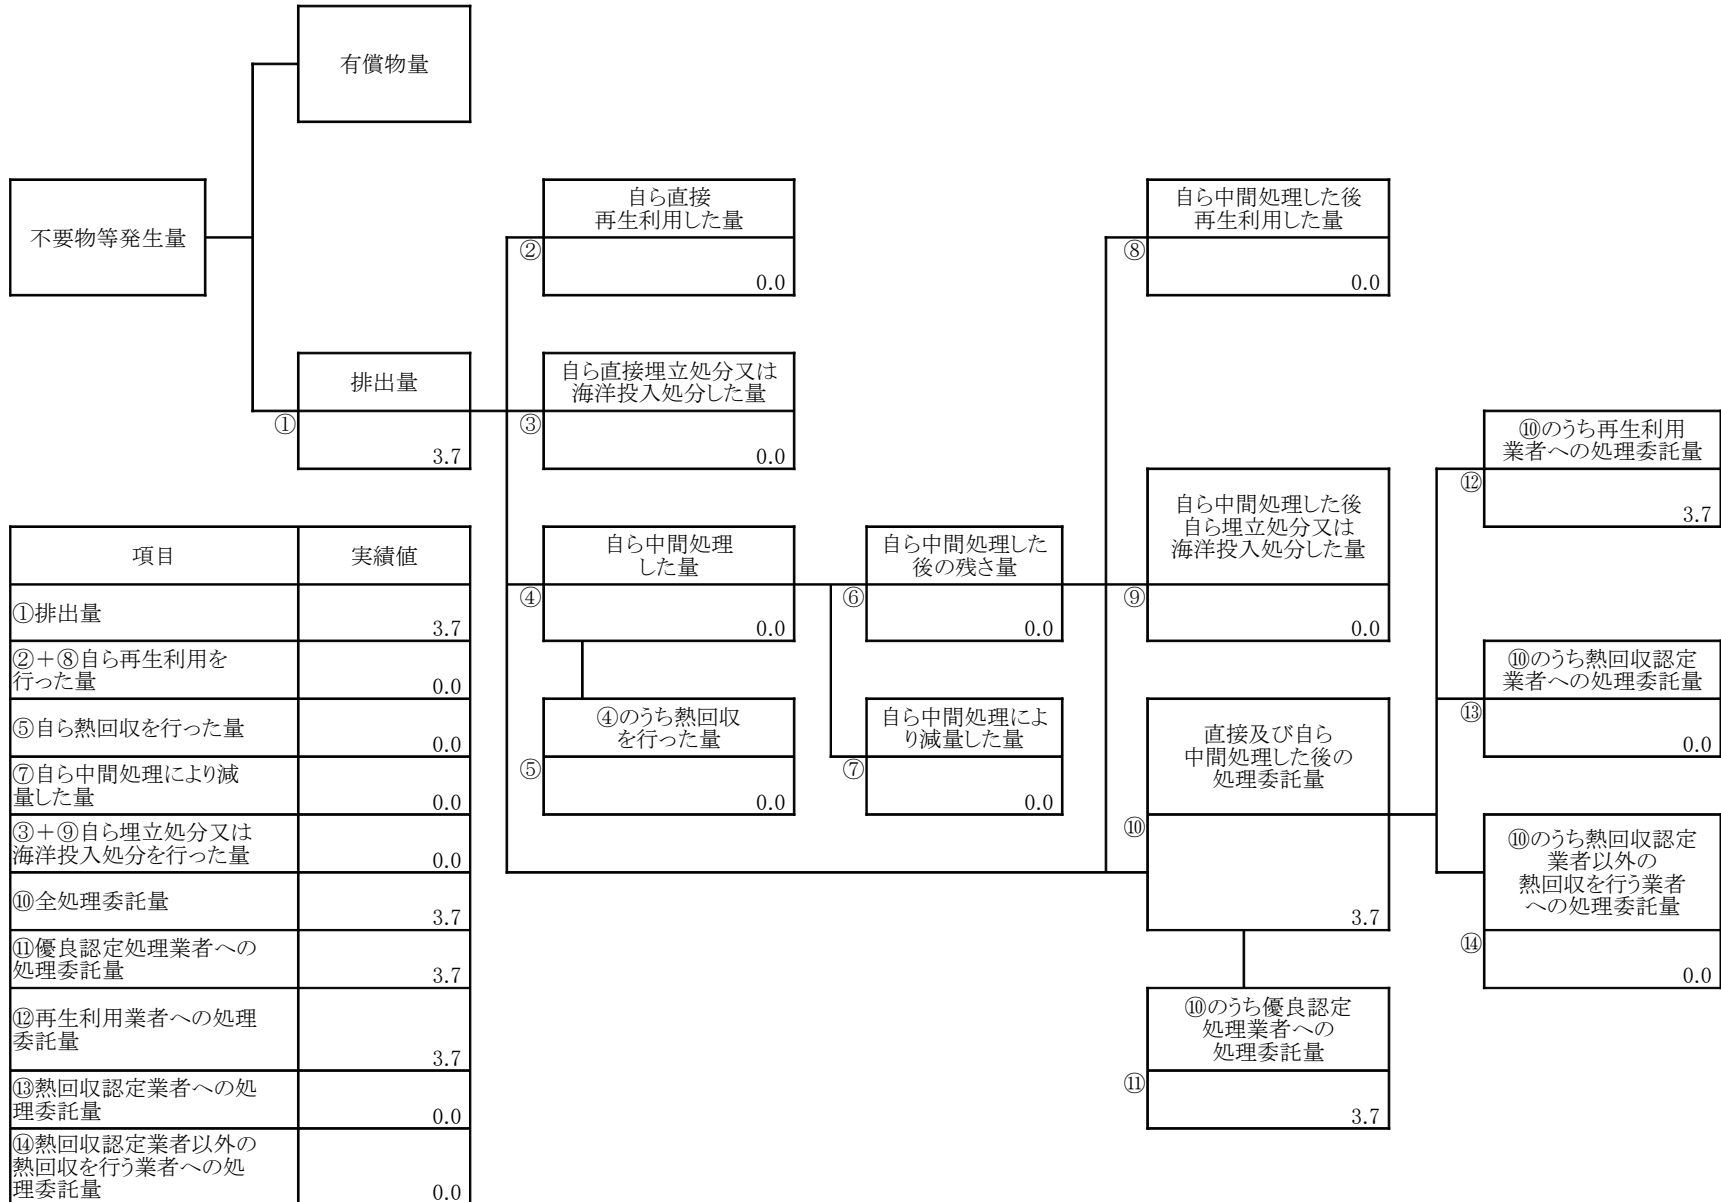 有償物量
不要物等発生量
自ら直接
再生利用した量
②
0.0
自ら中間処理した後
再生利用した量
⑧
0.0
排出量
①
3.7
自ら直接埋立処分又は
海洋投入処分した量
③
0.0
⑩のうち再生利用
業者への処理委託量
⑫
3.7
自ら中間処理
した量
④
0.0
自ら中間処理した
後の残さ量
⑥
0.0
自ら中間処理した後
自ら埋立処分又は
海洋投入処分した量
⑨
0.0
⑩のうち熱回収認定
業者への処理委託量
⑬
0.0
④のうち熱回収
を行った量
⑤
0.0
自ら中間処理によ
り減量した量
⑦
0.0
直接及び自ら
中間処理した後の
処理委託量
⑩
3.7
⑩のうち熱回収認定
業者以外の
熱回収を行う業者
への処理委託量
⑭
0.0
⑩のうち優良認定
処理業者への
処理委託量
⑪
3.7
項目 実績値
①排出量 3.7
②＋⑧自ら再生利用を
行った量 0.0
⑤自ら熱回収を行った量 0.0
⑦自ら中間処理により減
量した量 0.0
③＋⑨自ら埋立処分又は
海洋投入処分を行った量 0.0
⑩全処理委託量 3.7
⑪優良認定処理業者への
処理委託量 3.7
⑫再生利用業者への処理
委託量 3.7
⑬熱回収認定業者への処
理委託量 0.0
⑭熱回収認定業者以外の
熱回収を行う業者への処
理委託量 0.0